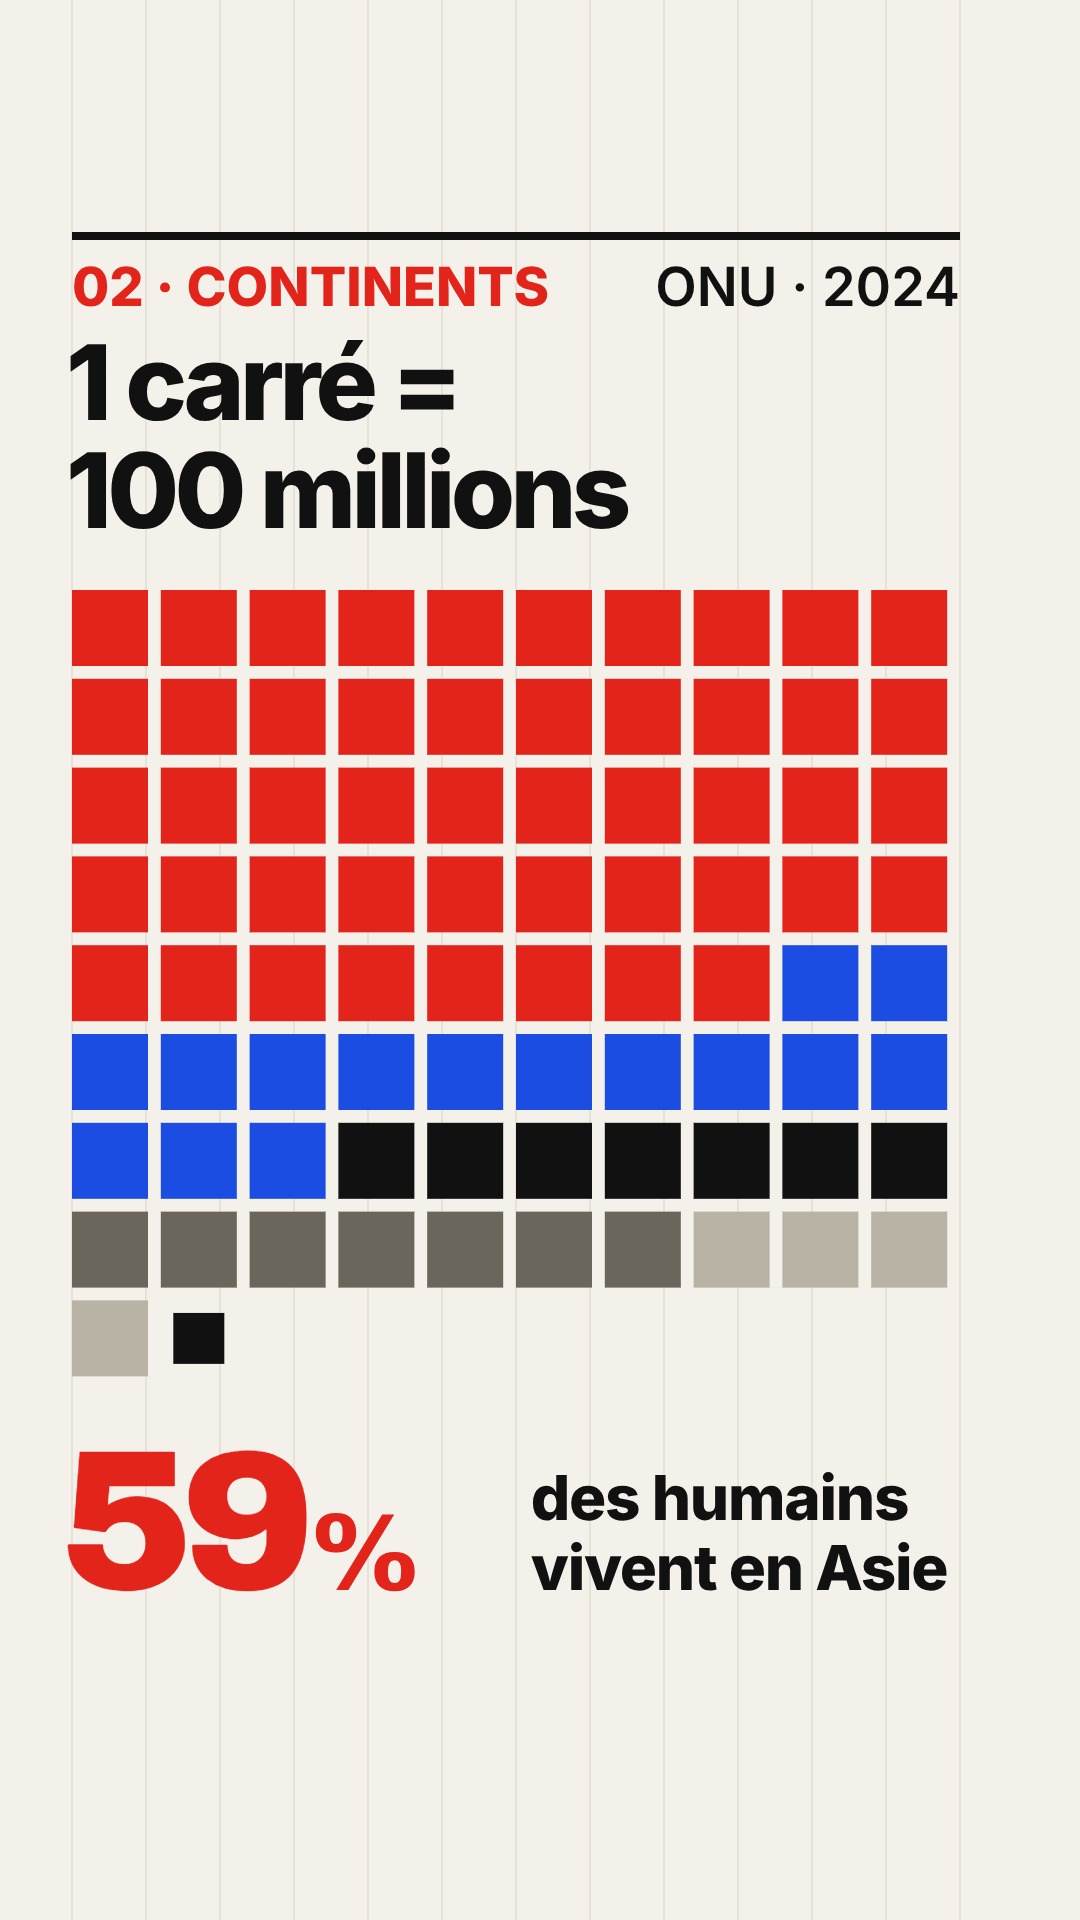 02 · CONTINENTS
ONU · 2024
1 carré =
100 millions
59%
des humains
vivent en Asie